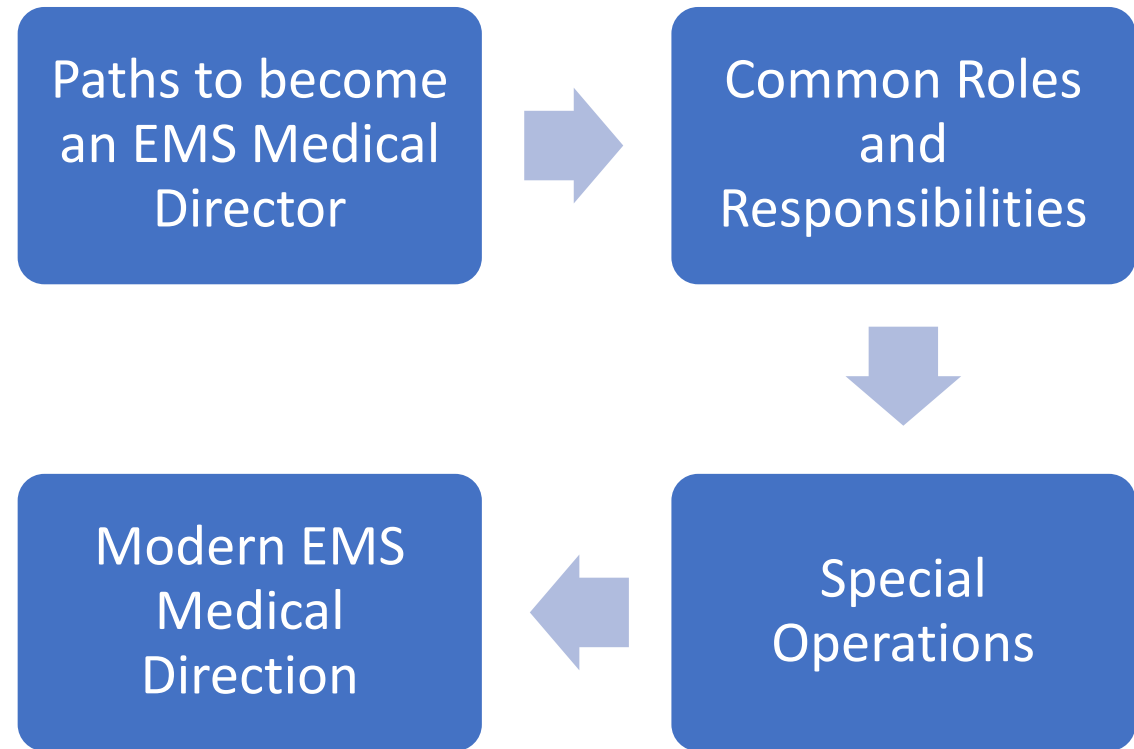 Paths to become
an EMS Medical
Director
Common Roles
and
Responsibilities
Special
Operations
Modern EMS
Medical
Direction